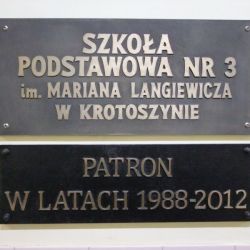 SZKOŁA
PODSTAWOWA NR 3
im. MARIANA LANGIEWICZA
W KROTOSZYNIE
PATRON
W LATACH 1988-2012